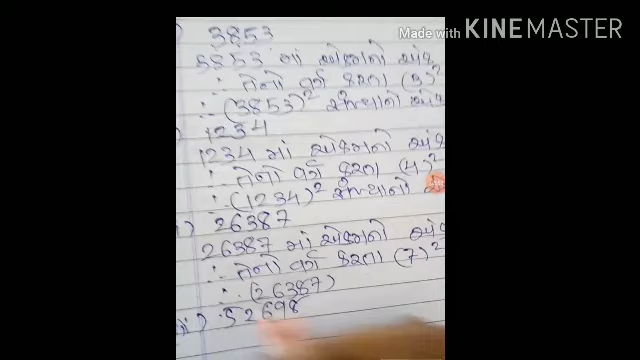 Made with KINEMASTER
3853
3853 માં એકમનો અંક
∴ તેનો વર્ગ કરતા (3)²
∴ (3853)² સંખ્યાનો એક
1234
1234 માં એકમનો અંક
∴ તેનો વર્ગ કરતા (4)²
∴ (1234)² સંખ્યાનો
26387
26387 માં એકમનો અંક
∴ તેનો વર્ગ કરતા (7)²
∴ (26387)
52698